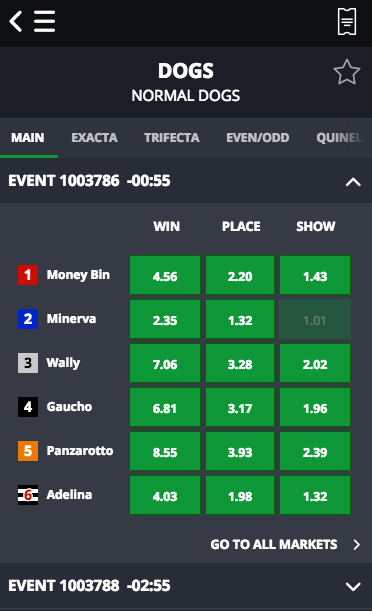 DOGS
NORMAL DOGS
MAIN EXACTA TRIFECTA EVEN/ODD QUINEL
EVENT 1003786 -00:55
WIN PLACE SHOW
1 Money Bin 4.56 2.20 1.43
2 Minerva 2.35 1.32 1.01
3 Wally 7.06 3.28 2.02
4 Gaucho 6.81 3.17 1.96
5 Panzarotto 8.55 3.93 2.39
6 Adelina 4.03 1.98 1.32
GO TO ALL MARKETS
EVENT 1003788 -02:55